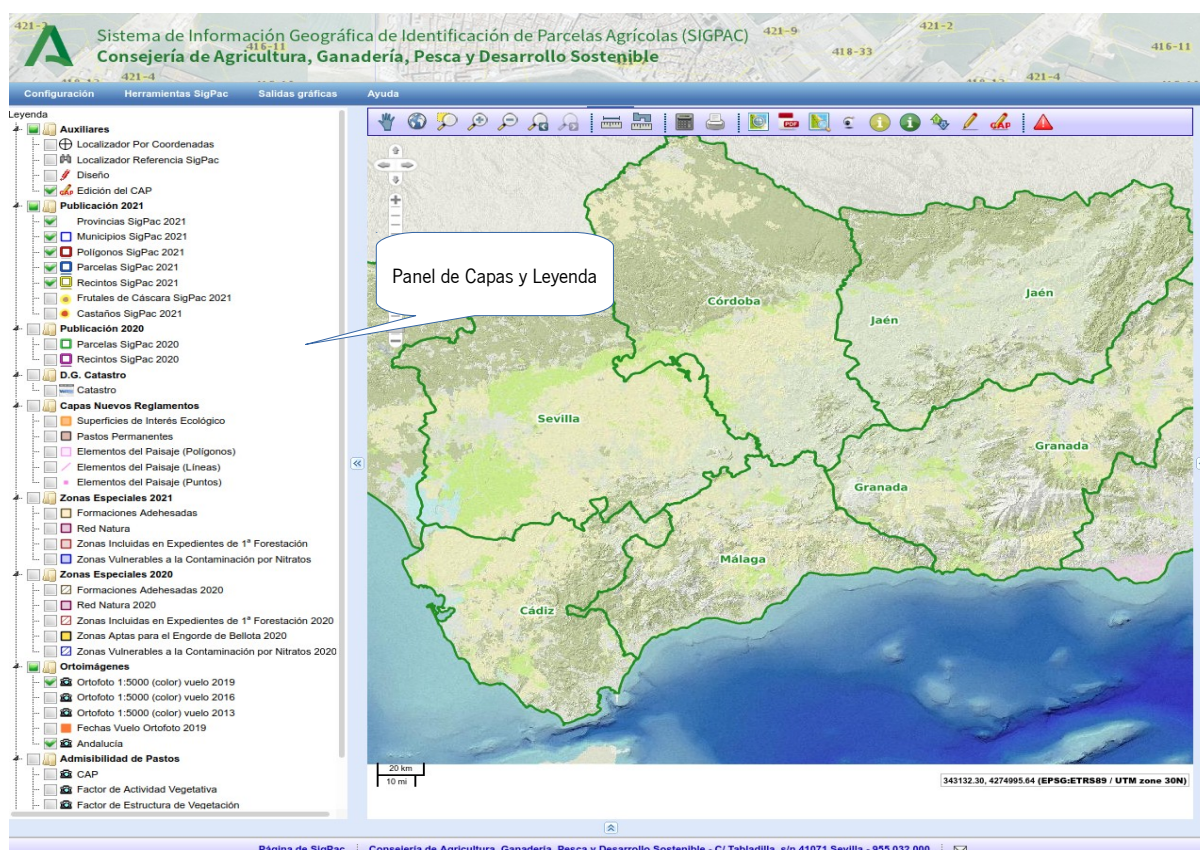 421-2
421-9
421-2
Sistema de Información Geográfica de Identificación de Parcelas Agrícolas (SIGPAC)
416-11
418-33
416-11
Consejería de Agricultura, Ganadería, Pesca y Desarrollo Sostenible
421-4
421-4
Configuración Herramientas SigPac Salidas gráficas Ayuda
Leyenda
Auxiliares
Localizador Por Coordenadas
Localizador Referencia SigPac
Diseño
CAP Edición del CAP
Publicación 2021
Provincias SigPac 2021
Municipios SigPac 2021
Polígonos SigPac 2021
Parcelas SigPac 2021
Recintos SigPac 2021
Frutales de Cáscara SigPac 2021
Castaños SigPac 2021
Publicación 2020
Parcelas SigPac 2020
Recintos SigPac 2020
D.G. Catastro
Catastro
Capas Nuevos Reglamentos
Superficies de Interés Ecológico
Pastos Permanentes
Elementos del Paisaje (Polígonos)
Elementos del Paisaje (Líneas)
Elementos del Paisaje (Puntos)
Zonas Especiales 2021
Formaciones Adehesadas
Red Natura
Zonas Incluidas en Expedientes de 1ª Forestación
Zonas Vulnerables a la Contaminación por Nitratos
Zonas Especiales 2020
Formaciones Adehesadas 2020
Red Natura 2020
Zonas Incluidas en Expedientes de 1ª Forestación 2020
Zonas Aptas para el Engorde de Bellota 2020
Zonas Vulnerables a la Contaminación por Nitratos 2020
Ortoimágenes
Ortofoto 1:5000 (color) vuelo 2019
Ortofoto 1:5000 (color) vuelo 2016
Ortofoto 1:5000 (color) vuelo 2013
Fechas Vuelo Ortofoto 2019
Andalucía
Admisibilidad de Pastos
CAP
Factor de Actividad Vegetativa
Factor de Estructura de Vegetación
PDF
CAP
Panel de Capas y Leyenda
Córdoba
Jaén
Jaén
Sevilla
Granada
Granada
Málaga
Cádiz
20 km
10 mi
343132.30, 4274995.64 (EPSG:ETRS89 / UTM zone 30N)
Página de SigPac Consejería de Agricultura, Ganadería, Pesca y Desarrollo Sostenible - C/ Tabladilla, s/n 41071 Sevilla - 955 032 000